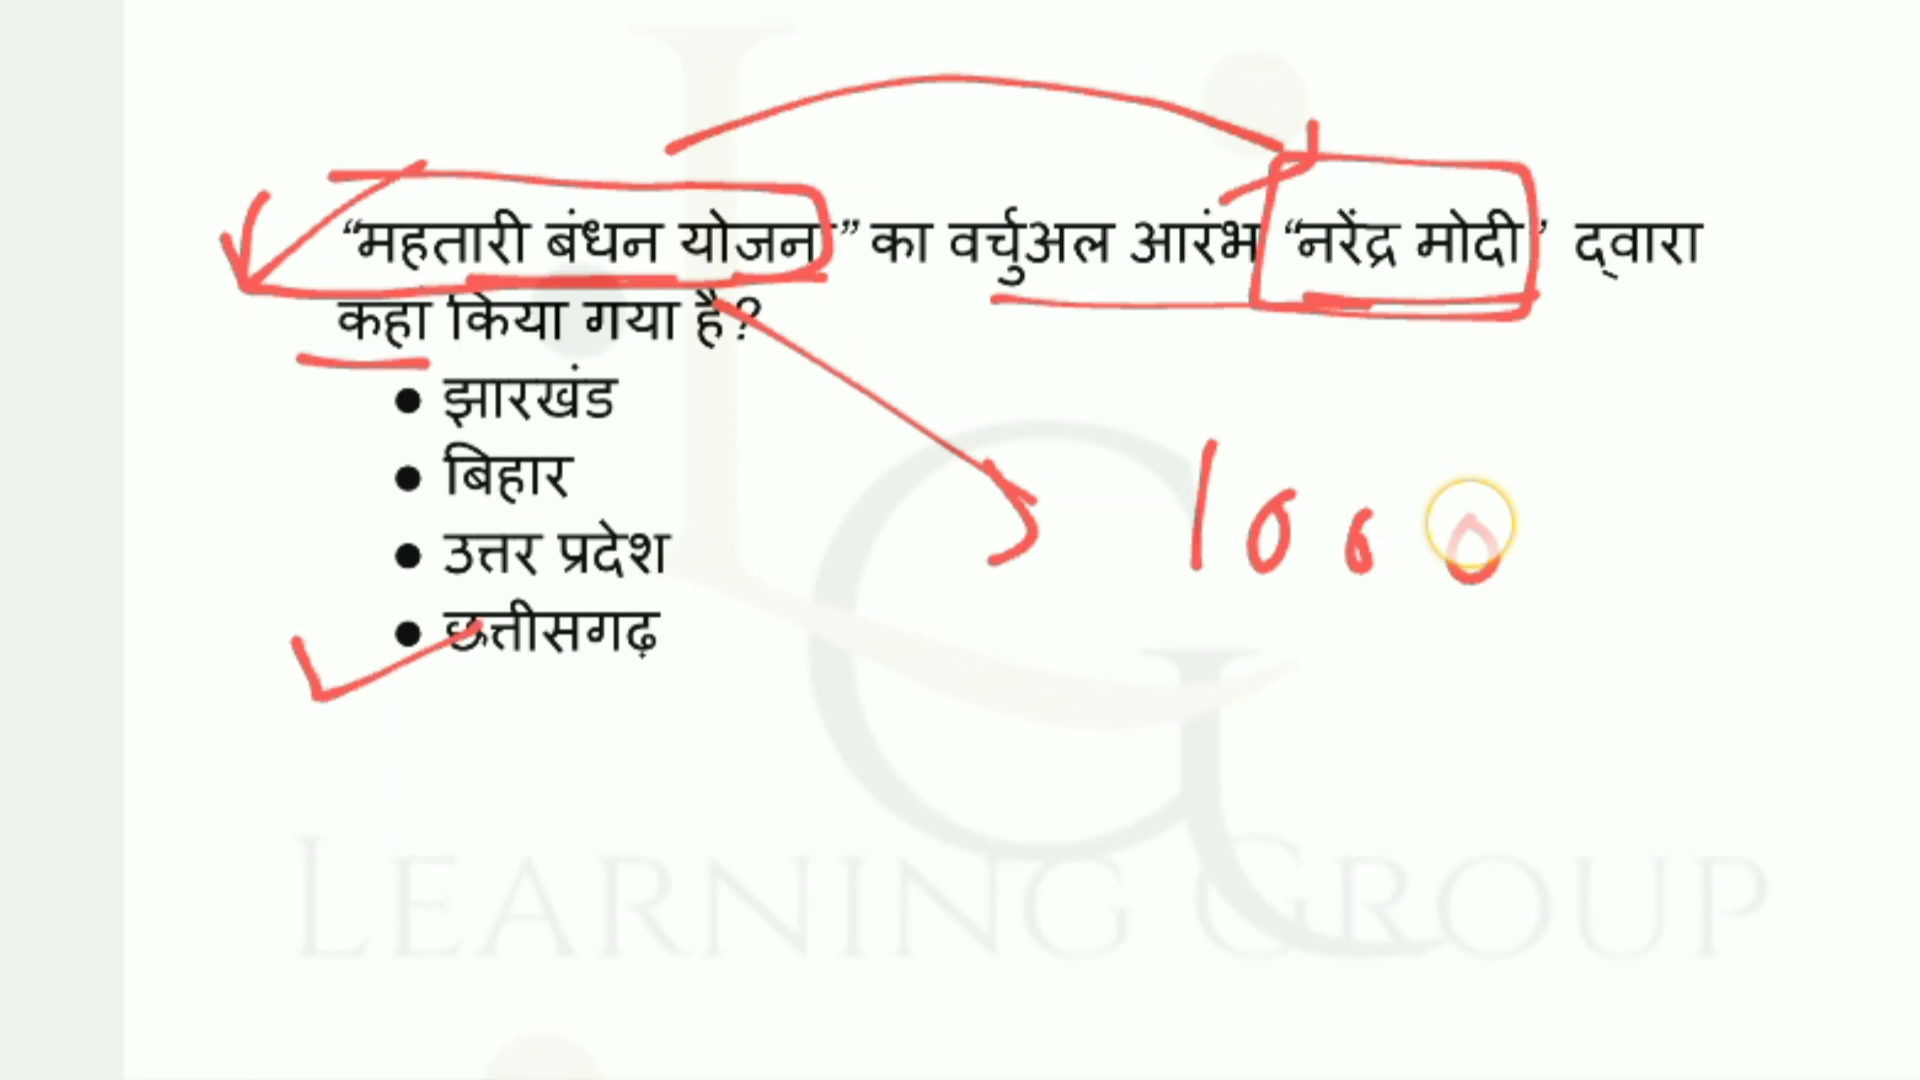 “महतारी बंधन योजना” का वर्चुअल आरंभ “नरेंद्र मोदी” द्वारा
कहा किया गया है?
● झारखंड
● बिहार
● उत्तर प्रदेश
● छत्तीसगढ़
1000
LEARNING GROUP